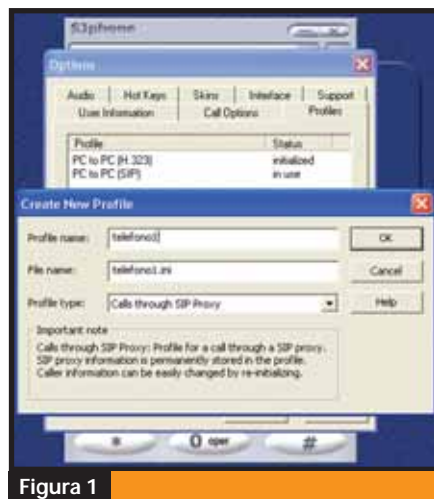 SJphone
Options
Audio Hot Keys Skins Interface Support
User Information Call Options Profiles
Profile Status
PC to PC (H.323) initialized
PC to PC (SIP) in use
Create New Profile
Profile name: telefono1 OK
File name: telefono1.ini Cancel
Profile type: Calls through SIP Proxy Help
Important note
Calls through SIP Proxy: Profile for a call through a SIP proxy.
SIP proxy information is permanently stored in the profile.
Caller information can be easily changed by re-initializing.
* 0 oper #
Figura 1